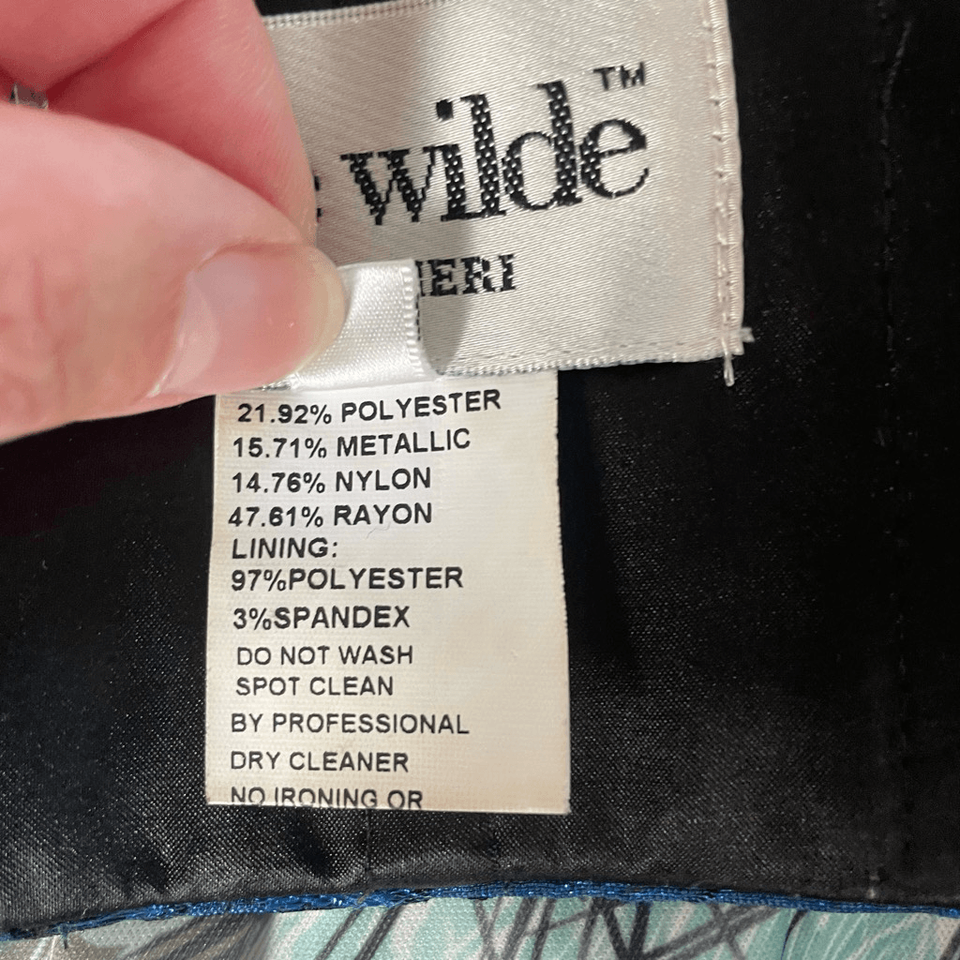 wilde™
21.92% POLYESTER
15.71% METALLIC
14.76% NYLON
47.61% RAYON
LINING:
97%POLYESTER
3%SPANDEX
DO NOT WASH
SPOT CLEAN
BY PROFESSIONAL
DRY CLEANER
NO IRONING OR